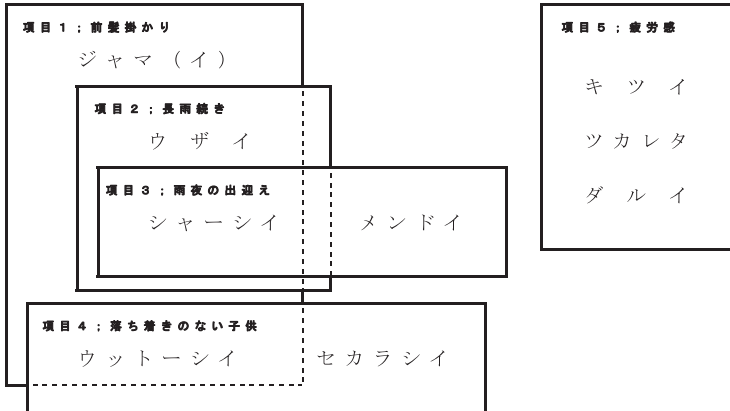 項目１；前髪掛かり
ジャマ（イ）
項目２；長雨続き
ウザイ
項目３；雨夜の出迎え
シャーシイ
メンドイ
項目４；落ち着きのない子供
ウットーシイ
セカラシイ
項目５；疲労感
キツイ
ツカレタ
ダルイ